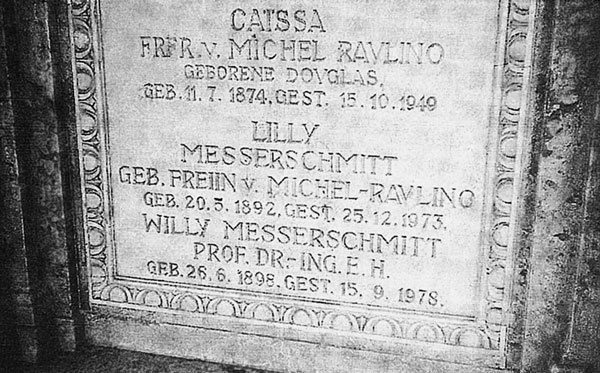 CAISSA
FRFR. V. MICHEL RAVLINO
GEBORENE DOVGLAS,
GEB. 11. 7. 1874, GEST. 15. 10. 1949
LILLY
MESSERSCHMITT
GEB. FREIIN V. MICHEL-RAVLINO
GEB. 20. 5. 1892, GEST. 25. 12. 1973.
WILLY MESSERSCHMITT
PROF. DR.-ING. E. H.
GEB. 26. 6. 1898, GEST. 15. 9. 1978.